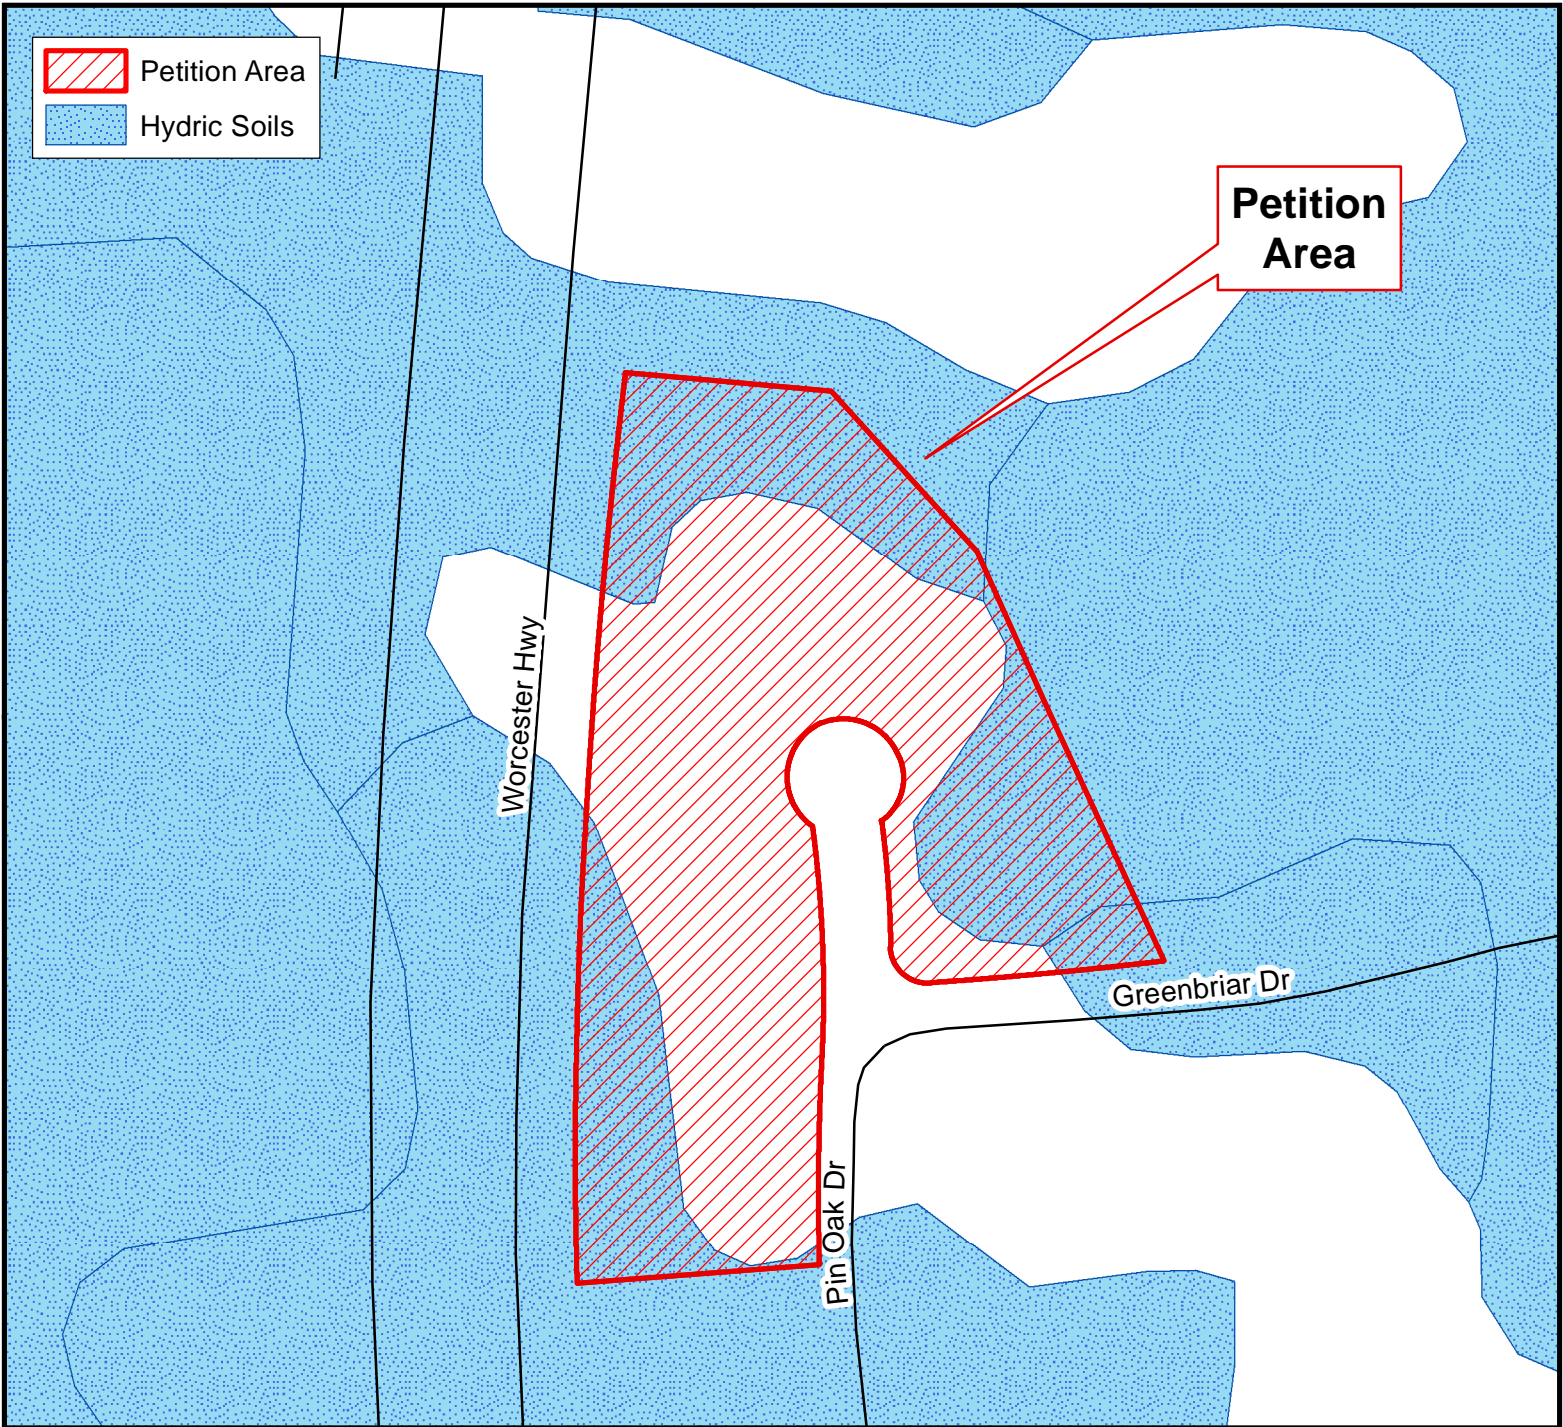 Petition Area
Hydric Soils
Petition
Area
Worcester Hwy
Greenbriar Dr
Pin Oak Dr